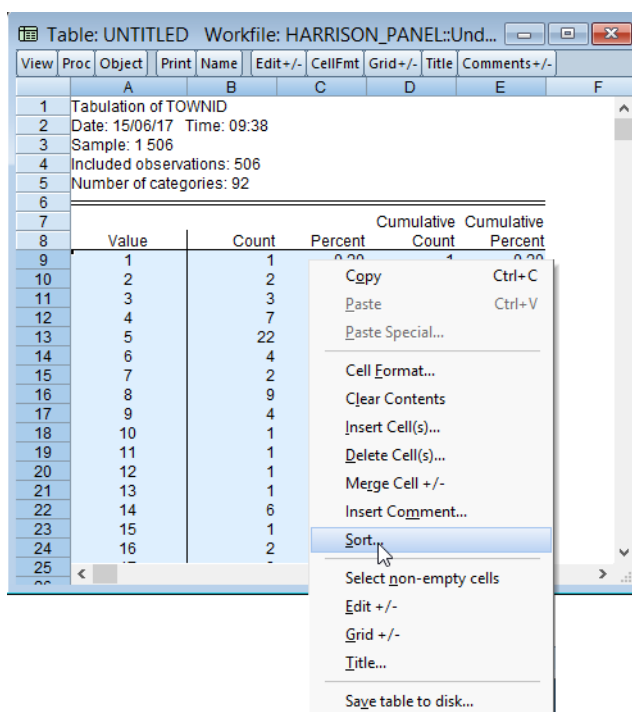 Table: UNTITLED Workfile: HARRISON_PANEL::Und...
View Proc Object Print Name Edit+/- CellFmt Grid+/- Title Comments+/-
A B C D E F
1 Tabulation of TOWNID
2 Date: 15/06/17 Time: 09:38
3 Sample: 1 506
4 Included observations: 506
5 Number of categories: 92
6
7 Cumulative Cumulative
8 Value Count Percent Count Percent
9 1 1 0.20 1 0.20
10 2 2
11 3 3
12 4 7
13 5 22
14 6 4
15 7 2
16 8 9
17 9 4
18 10 1
19 11 1
20 12 1
21 13 1
22 14 6
23 15 1
24 16 2
25
Copy Ctrl+C
Paste Ctrl+V
Paste Special...
Cell Format...
Clear Contents
Insert Cell(s)...
Delete Cell(s)...
Merge Cell +/-
Insert Comment...
Sort...
Select non-empty cells
Edit +/-
Grid +/-
Title...
Save table to disk...